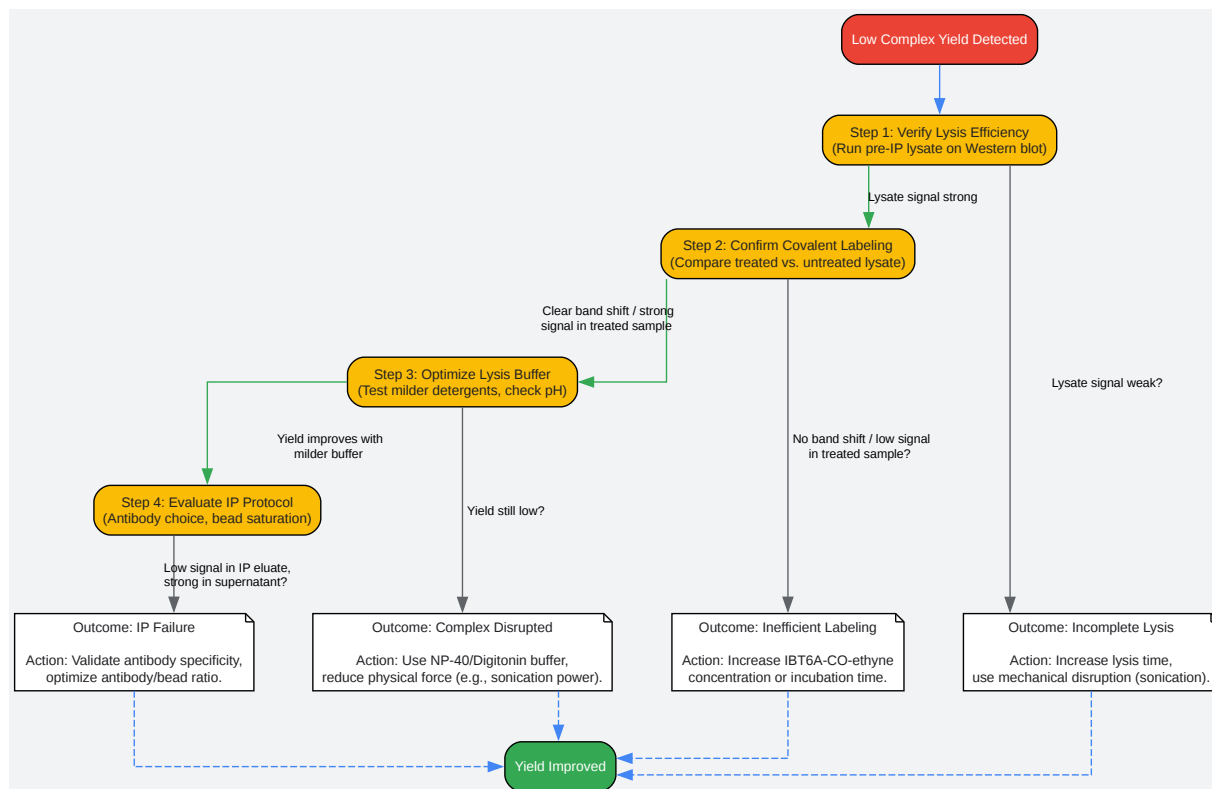 Low Complex Yield Detected
Step 1: Verify Lysis Efficiency
(Run pre-IP lysate on Western blot)
Lysate signal strong
Step 2: Confirm Covalent Labeling
(Compare treated vs. untreated lysate)
Clear band shift / strong
signal in treated sample
Step 3: Optimize Lysis Buffer
(Test milder detergents, check pH)
Lysate signal weak?
Yield improves with
milder buffer
No band shift / low signal
in treated sample?
Step 4: Evaluate IP Protocol
(Antibody choice, bead saturation)
Yield still low?
Low signal in IP eluate,
strong in supernatant?
Outcome: IP Failure
Action: Validate antibody specificity,
optimize antibody/bead ratio.
Outcome: Complex Disrupted
Action: Use NP-40/Digitonin buffer,
reduce physical force (e.g., sonication power).
Outcome: Inefficient Labeling
Action: Increase IBT6A-CO-ethyne
concentration or incubation time.
Outcome: Incomplete Lysis
Action: Increase lysis time,
use mechanical disruption (sonication).
Yield Improved